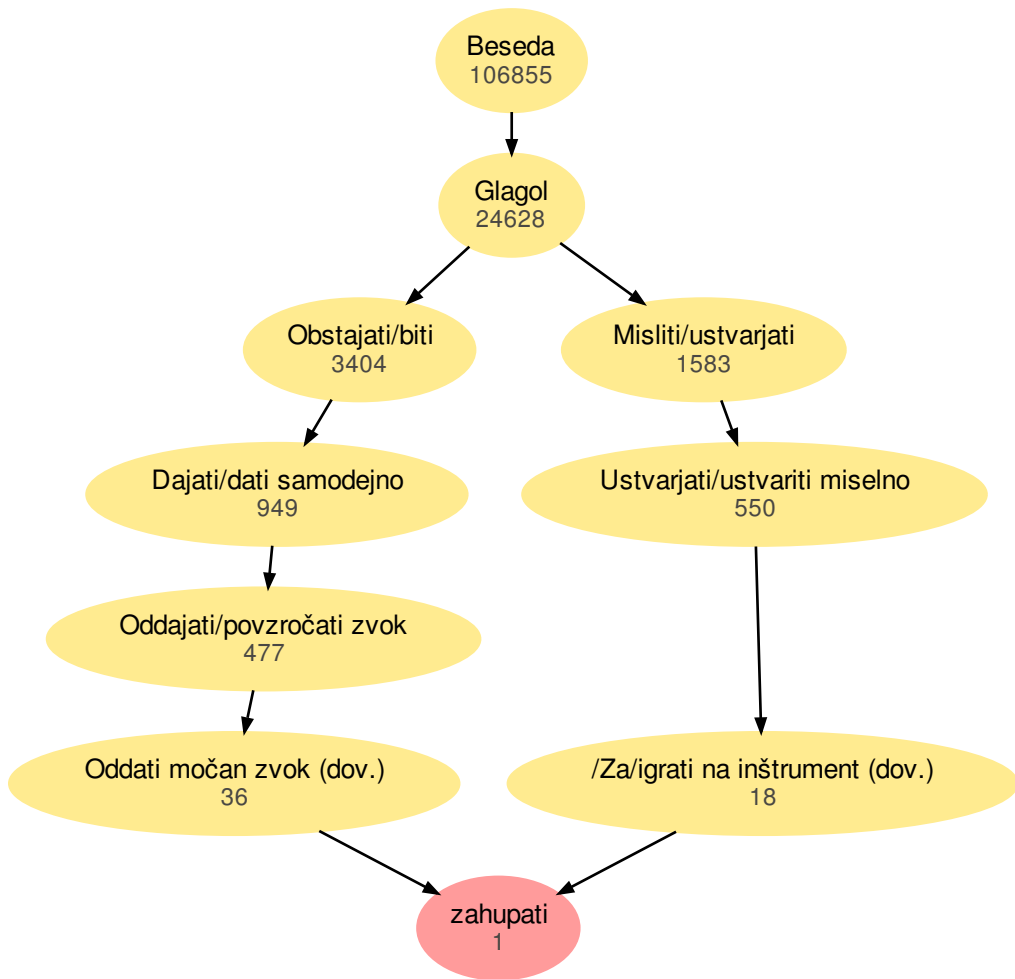 Beseda
106855
Glagol
24628
Obstajati/biti
3404
Misliti/ustvarjati
1583
Dajati/dati samodejno
949
Ustvarjati/ustvariti miselno
550
Oddajati/povzročati zvok
477
Oddati močan zvok (dov.)
36
/Za/igrati na inštrument (dov.)
18
zahupati
1